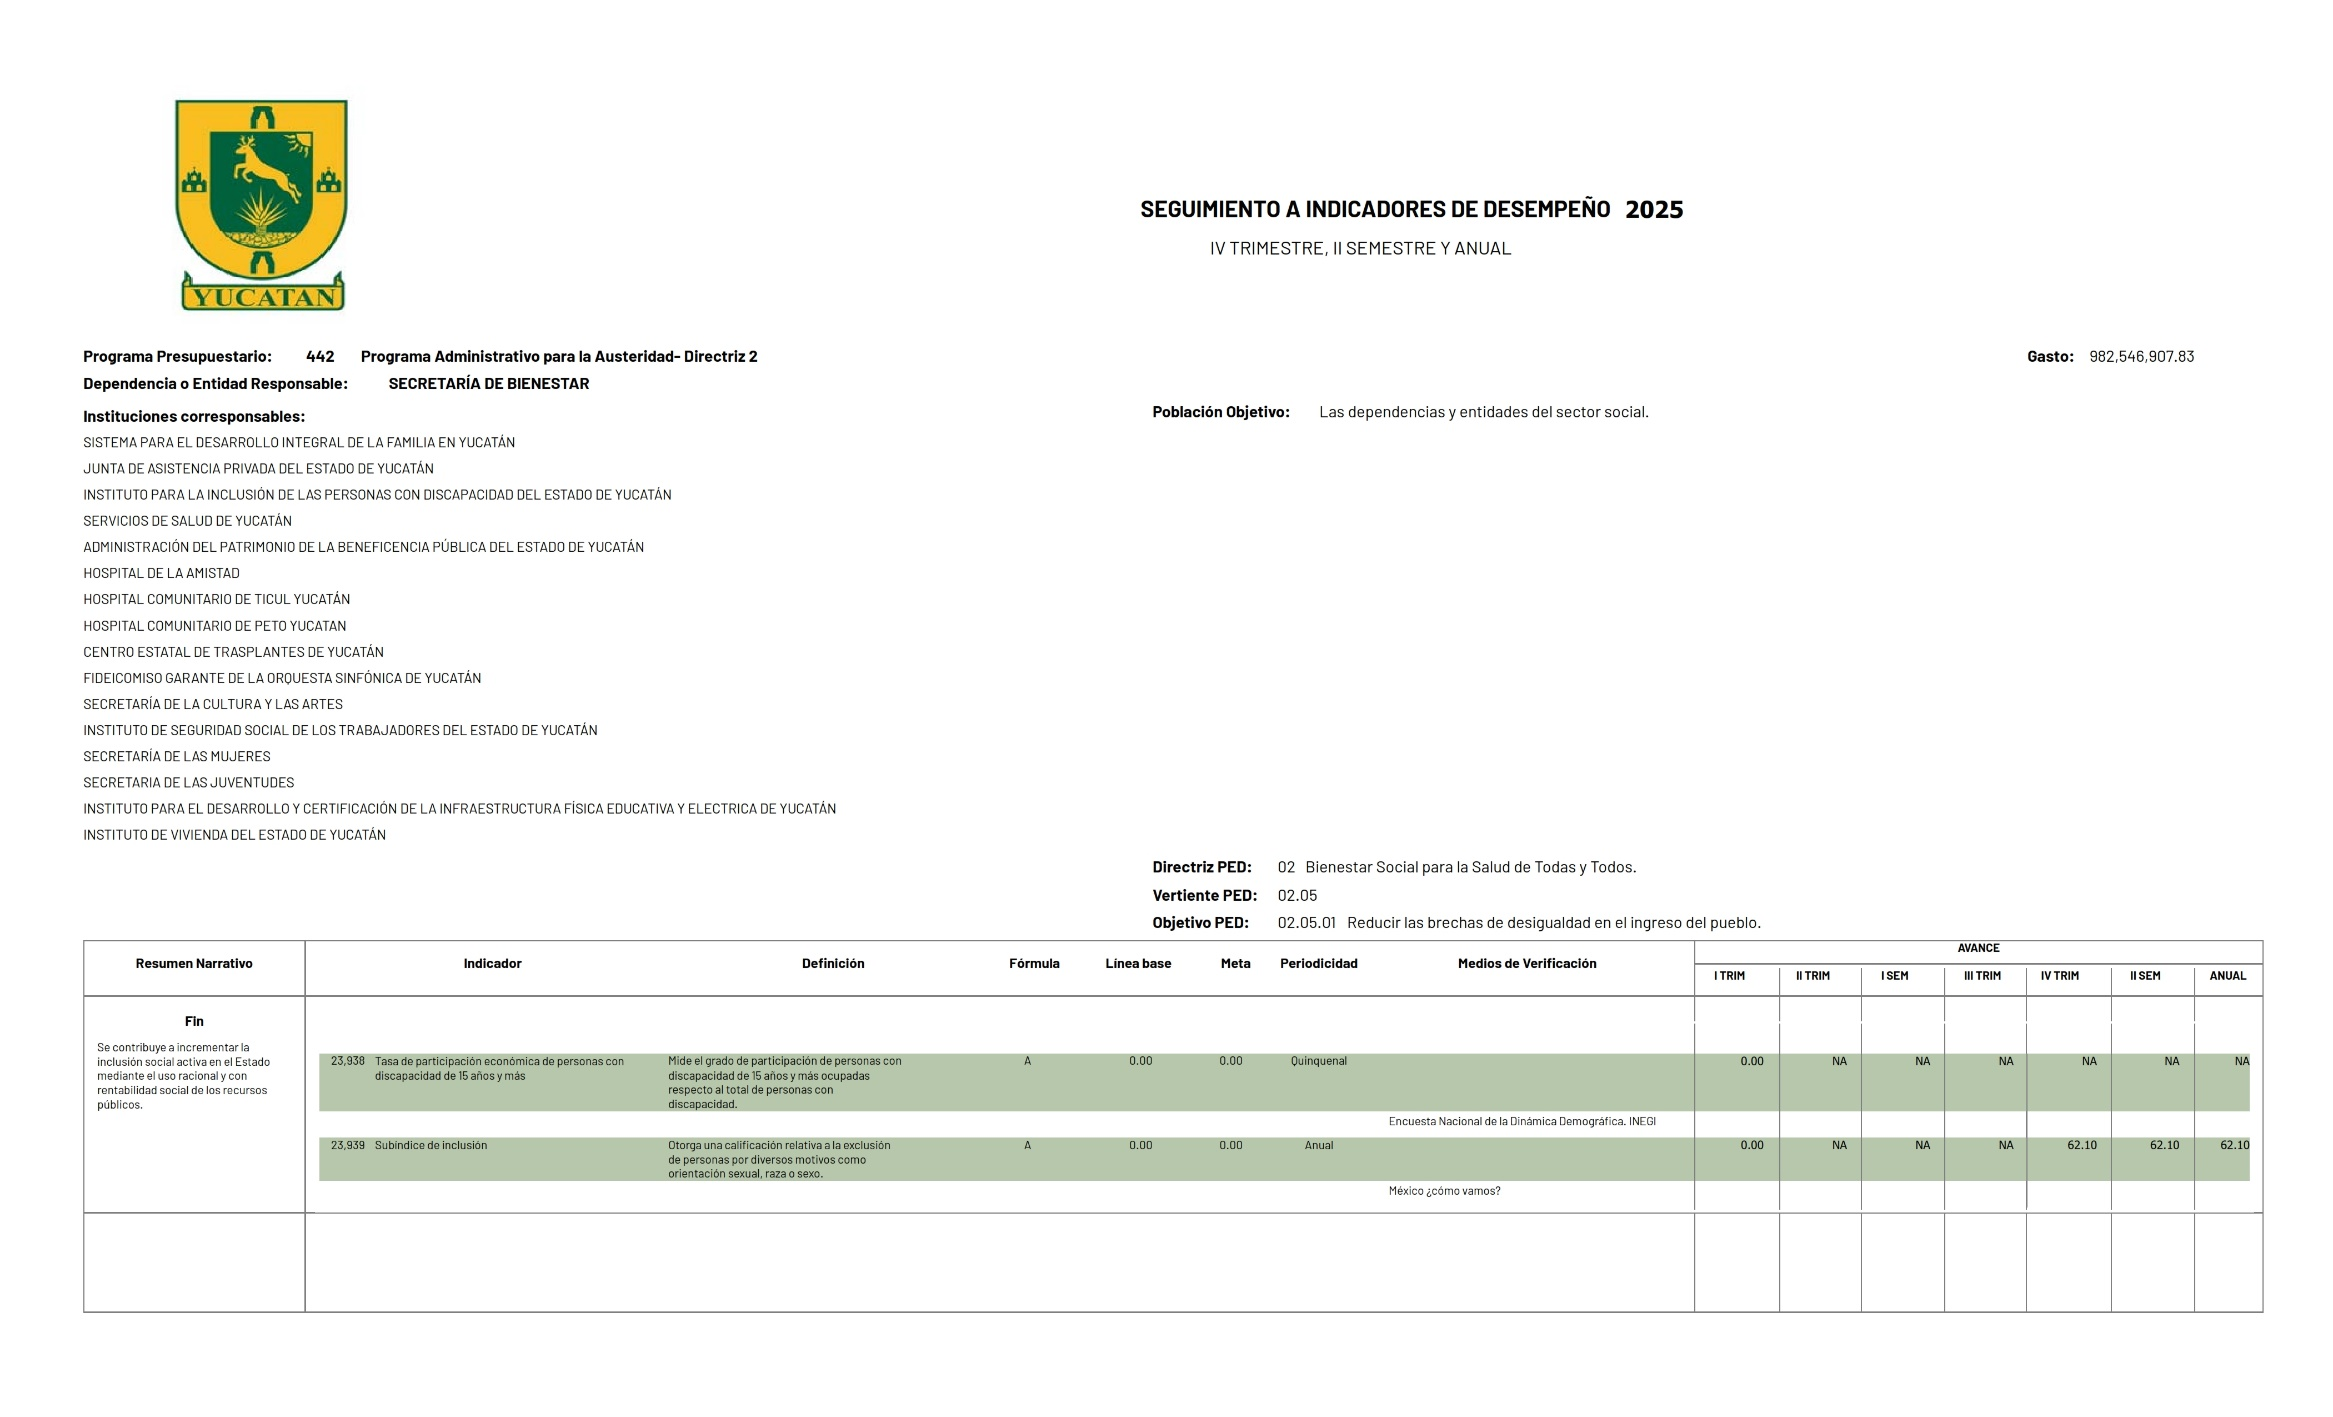 YUCATAN
SEGUIMIENTO A INDICADORES DE DESEMPEÑO 2025
IV TRIMESTRE, II SEMESTRE Y ANUAL
Programa Presupuestario: 442 Programa Administrativo para la Austeridad- Directriz 2
Gasto: 982,546,907.83
Dependencia o Entidad Responsable: SECRETARÍA DE BIENESTAR
Instituciones corresponsables:
Población Objetivo: Las dependencias y entidades del sector social.
SISTEMA PARA EL DESARROLLO INTEGRAL DE LA FAMILIA EN YUCATÁN
JUNTA DE ASISTENCIA PRIVADA DEL ESTADO DE YUCATÁN
INSTITUTO PARA LA INCLUSIÓN DE LAS PERSONAS CON DISCAPACIDAD DEL ESTADO DE YUCATÁN
SERVICIOS DE SALUD DE YUCATÁN
ADMINISTRACIÓN DEL PATRIMONIO DE LA BENEFICENCIA PÚBLICA DEL ESTADO DE YUCATÁN
HOSPITAL DE LA AMISTAD
HOSPITAL COMUNITARIO DE TICUL YUCATÁN
HOSPITAL COMUNITARIO DE PETO YUCATAN
CENTRO ESTATAL DE TRASPLANTES DE YUCATÁN
FIDEICOMISO GARANTE DE LA ORQUESTA SINFÓNICA DE YUCATÁN
SECRETARÍA DE LA CULTURA Y LAS ARTES
INSTITUTO DE SEGURIDAD SOCIAL DE LOS TRABAJADORES DEL ESTADO DE YUCATÁN
SECRETARÍA DE LAS MUJERES
SECRETARIA DE LAS JUVENTUDES
INSTITUTO PARA EL DESARROLLO Y CERTIFICACIÓN DE LA INFRAESTRUCTURA FÍSICA EDUCATIVA Y ELECTRICA DE YUCATÁN
INSTITUTO DE VIVIENDA DEL ESTADO DE YUCATÁN
Directriz PED: 02 Bienestar Social para la Salud de Todas y Todos.
Vertiente PED: 02.05
Objetivo PED: 02.05.01 Reducir las brechas de desigualdad en el ingreso del pueblo.
AVANCE
Resumen Narrativo Indicador Definición Fórmula Línea base Meta Periodicidad Medios de Verificación
I TRIM II TRIM I SEM III TRIM IV TRIM II SEM ANUAL
Fin
Se contribuye a incrementar la
inclusión social activa en el Estado
mediante el uso racional y con
rentabilidad social de los recursos
públicos.
23,938 Tasa de participación económica de personas con
discapacidad de 15 años y más
Mide el grado de participación de personas con
discapacidad de 15 años y más ocupadas
respecto al total de personas con
discapacidad.
A 0.00 0.00 Quinquenal 0.00 NA NA NA NA NA NA
Encuesta Nacional de la Dinámica Demográfica. INEGI
23,939 Subíndice de inclusión
Otorga una calificación relativa a la exclusión
de personas por diversos motivos como
orientación sexual, raza o sexo.
A 0.00 0.00 Anual 0.00 NA NA NA 62.10 62.10 62.10
México ¿cómo vamos?